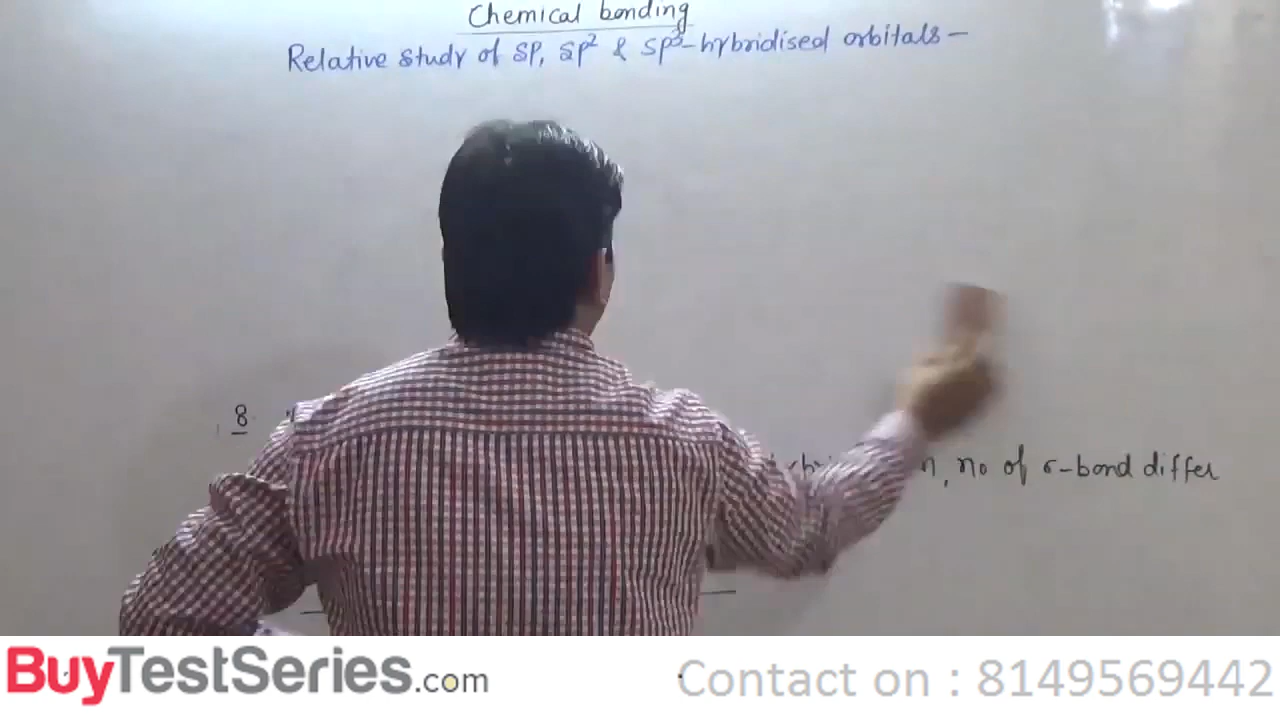 Chemical bonding
Relative study of SP, SP² & SP³-hybridised orbitals —
8
, no of σ-bond differ
BuyTestSeries.com
Contact on : 8149569442